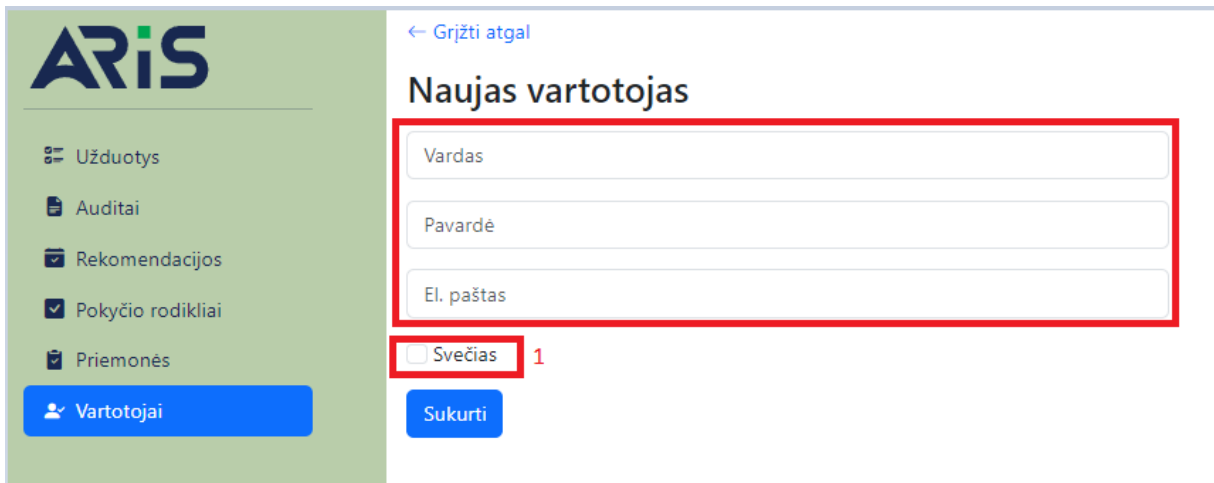 ARiS
Užduotys
Auditai
Rekomendacijos
Pokyčio rodikliai
Priemonės
Vartotojai
← Grįžti atgal
Naujas vartotojas
Vardas
Pavardė
El. paštas
Svečias
1
Sukurti